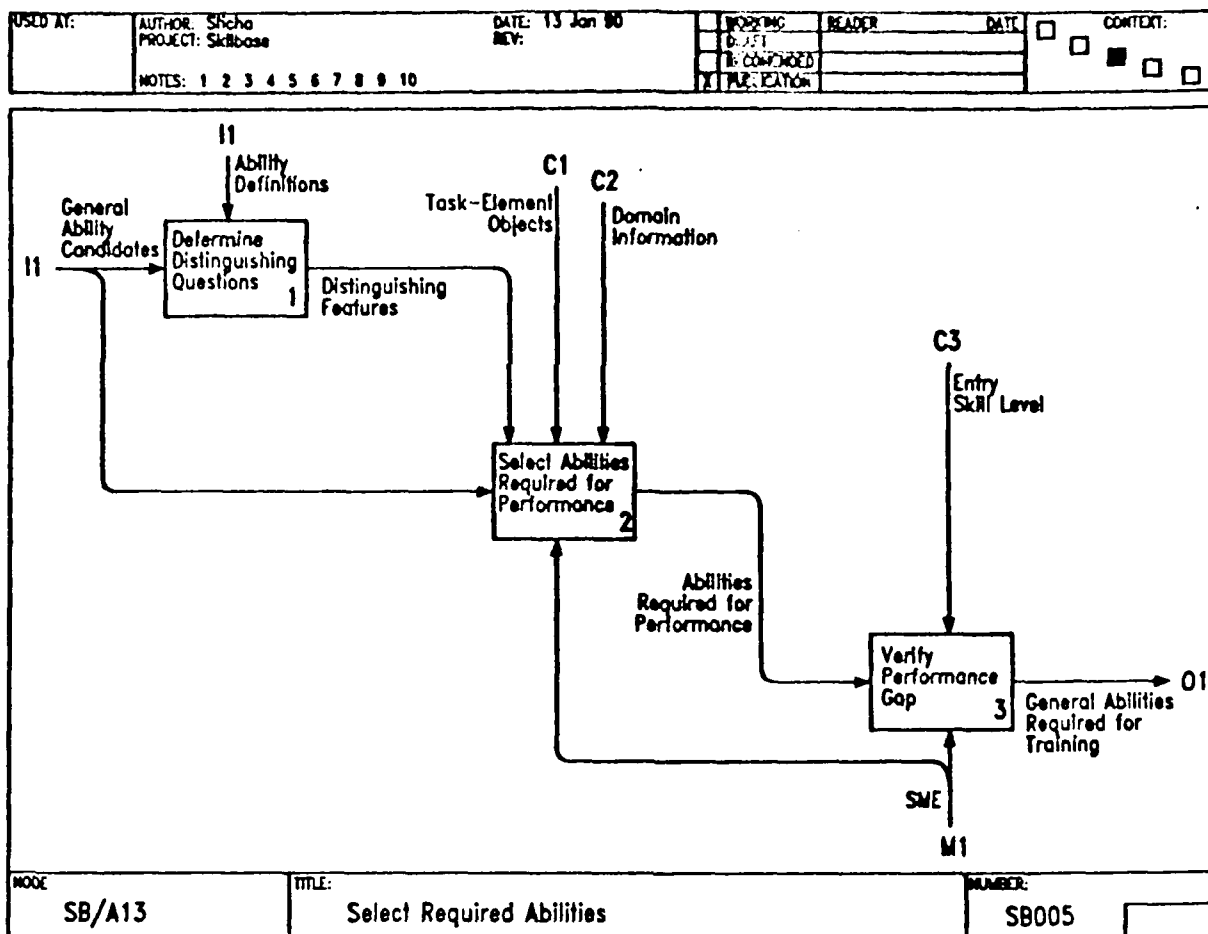 USED AT:
AUTHOR: Slicha
PROJECT: Skillbase
NOTES: 1 2 3 4 5 6 7 8 9 10
DATE: 13 Jan 90
REV:
WORKING
DRAFT
RECOMMENDED
X PUBLICATION
READER
DATE
CONTEXT:
I1
Ability
Definitions
General
Ability
Candidates
I1
Determine
Distinguishing
Questions
1
Distinguishing
Features
C1
Task-Element
Objects
C2
Domain
Information
Select Abilities
Required for
Performance
2
C3
Entry
Skill Level
Abilities
Required for
Performance
Verify
Performance
Gap
3
O1
General Abilities
Required for
Training
SME
M1
NODE
SB/A13
TITLE:
Select Required Abilities
NUMBER:
SB005